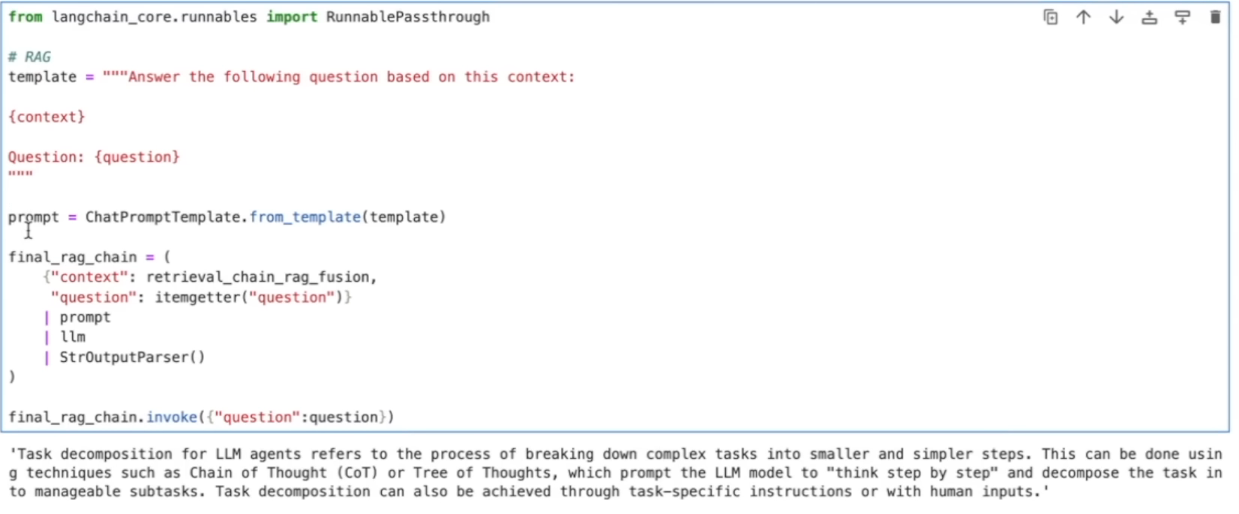 from langchain_core.runnables import RunnablePassthrough
# RAG
template = """Answer the following question based on this context:
{context}
Question: {question}
"""
prompt = ChatPromptTemplate.from_template(template)
final_rag_chain = (
    {"context": retrieval_chain_rag_fusion,
     "question": itemgetter("question")}
    | prompt
    | llm
    | StrOutputParser()
)
final_rag_chain.invoke({"question":question})
'Task decomposition for LLM agents refers to the process of breaking down complex tasks into smaller and simpler steps. This can be done usin
g techniques such as Chain of Thought (CoT) or Tree of Thoughts, which prompt the LLM model to "think step by step" and decompose the task in
to manageable subtasks. Task decomposition can also be achieved through task-specific instructions or with human inputs.'